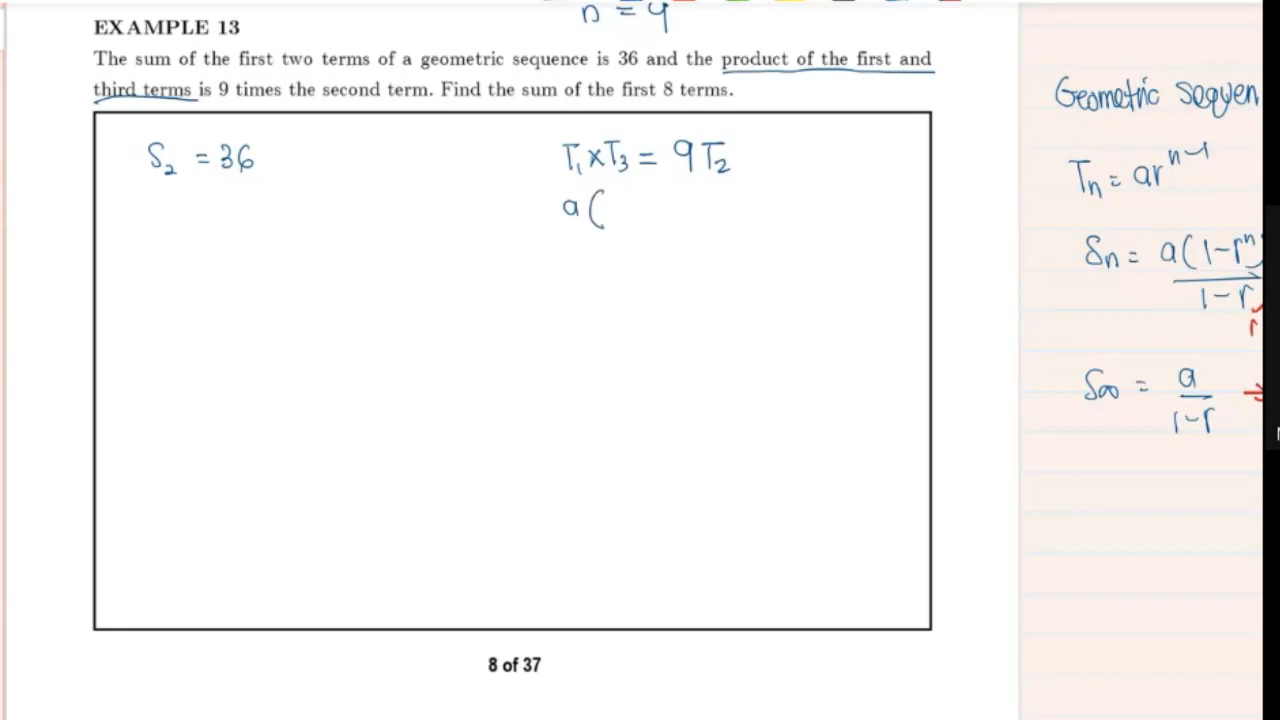 n = 4
EXAMPLE 13
The sum of the first two terms of a geometric sequence is 36 and the product of the first and
third terms is 9 times the second term. Find the sum of the first 8 terms.
S₂ = 36
T₁ × T₃ = 9T₂
a (
8 of 37
Geometric Sequen
Tₙ = arⁿ⁻¹
Sₙ = a(1-rⁿ)
1-r
r
S∞ = a
1-r